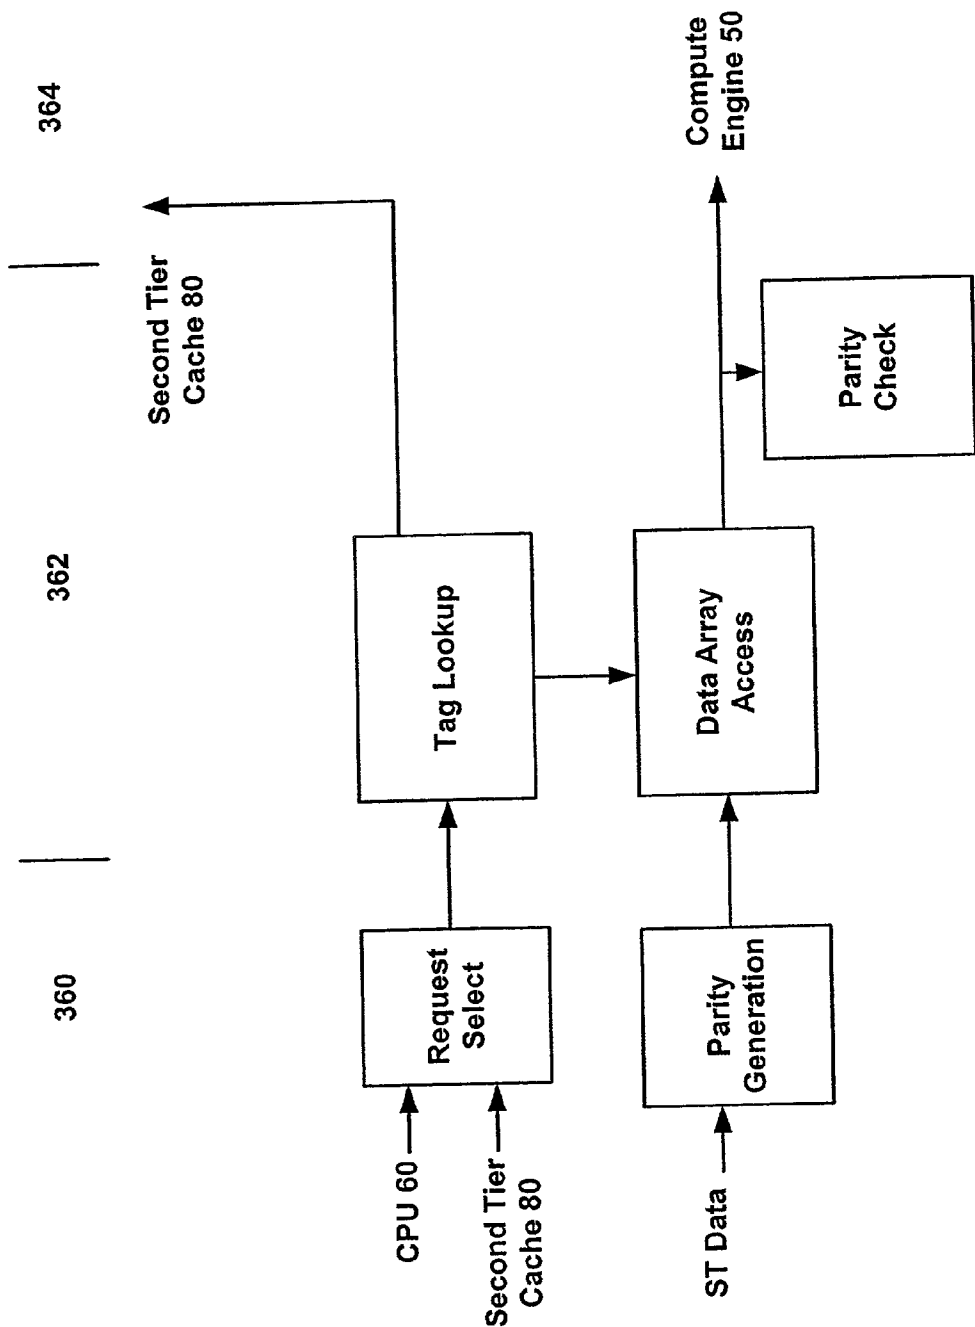 360
362
364
CPU 60
Second Tier
Cache 80
Request
Select
Tag Lookup
Second Tier
Cache 80
ST Data
Parity
Generation
Data Array
Access
Parity
Check
Compute
Engine 50